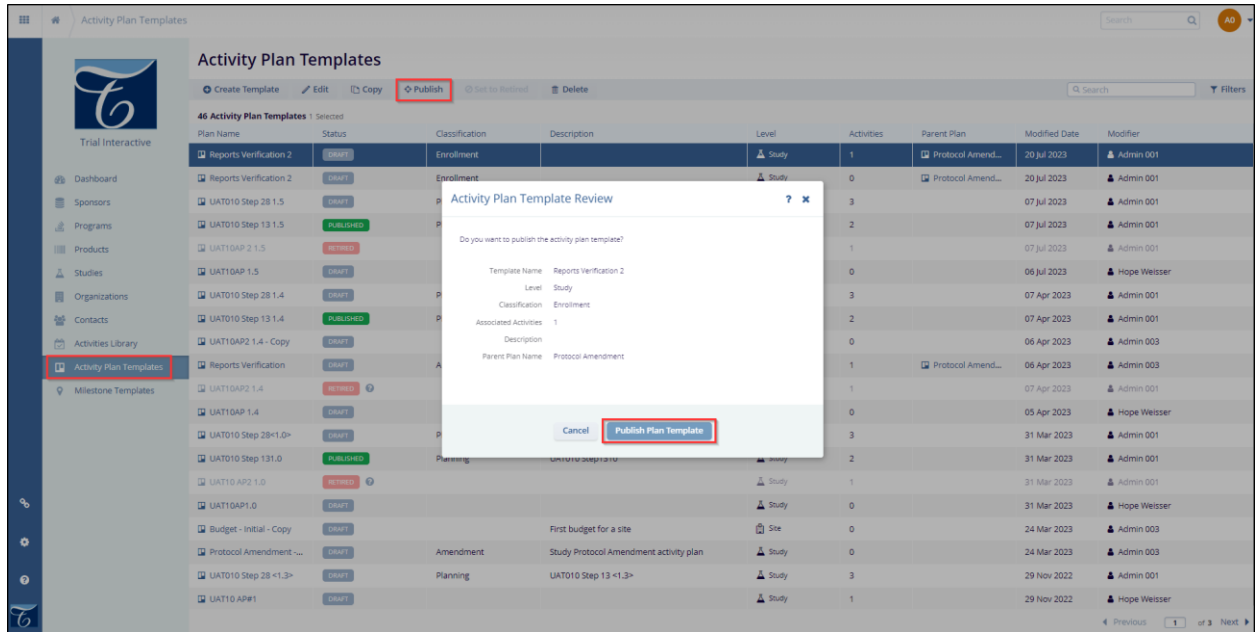 Activity Plan Templates
Search
AD
Activity Plan Templates
Create Template Edit Copy Publish Set to Retired Delete Search Filters
46 Activity Plan Templates 1 Selected
Plan Name Status Classification Description Level Activities Parent Plan Modified Date Modifier
Reports Verification 2 DRAFT Enrollment Study 1 Protocol Amend... 20 Jul 2023 Admin 001
Reports Verification 2 DRAFT Enrollment Study 0 Protocol Amend... 20 Jul 2023 Admin 001
UAT010 Step 28 1.5 DRAFT P 3 07 Jul 2023 Admin 001
UAT010 Step 13 1.5 PUBLISHED P 2 07 Jul 2023 Admin 001
UAT10AP 2 1.5 RETIRED 1 07 Jul 2023 Admin 001
UAT10AP 1.5 DRAFT 0 06 Jul 2023 Hope Weisser
UAT010 Step 28 1.4 DRAFT P 3 07 Apr 2023 Admin 001
UAT010 Step 13 1.4 PUBLISHED P 2 07 Apr 2023 Admin 001
UAT10AP2 1.4 - Copy DRAFT 0 06 Apr 2023 Admin 003
Reports Verification DRAFT A 1 Protocol Amend... 06 Apr 2023 Admin 003
UAT10AP2 1.4 RETIRED 1 07 Apr 2023 Admin 001
UAT10AP 1.4 DRAFT 0 05 Apr 2023 Hope Weisser
UAT010 Step 28<1.0> DRAFT P 3 31 Mar 2023 Admin 001
UAT010 Step 131.0 PUBLISHED Planning UAT010 Step1310 Study 2 31 Mar 2023 Admin 001
UAT10 AP2 1.0 RETIRED Study 1 31 Mar 2023 Admin 001
UAT10AP1.0 DRAFT Study 0 31 Mar 2023 Hope Weisser
Budget - Initial - Copy DRAFT First budget for a site Site 0 24 Mar 2023 Admin 003
Protocol Amendment -... DRAFT Amendment Study Protocol Amendment activity plan Study 0 24 Mar 2023 Admin 003
UAT010 Step 28 <1.3> DRAFT Planning UAT010 Step 13 <1.3> Study 3 29 Nov 2022 Admin 001
UAT10 AP#1 DRAFT Study 1 29 Nov 2022 Hope Weisser
Previous 1 of 3 Next
Trial Interactive
Dashboard
Sponsors
Programs
Products
Studies
Organizations
Contacts
Activities Library
Activity Plan Templates
Milestone Templates
Activity Plan Template Review
Do you want to publish the activity plan template?
Template Name Reports Verification 2
Level Study
Classification Enrollment
Associated Activities 1
Description
Parent Plan Name Protocol Amendment
Cancel Publish Plan Template